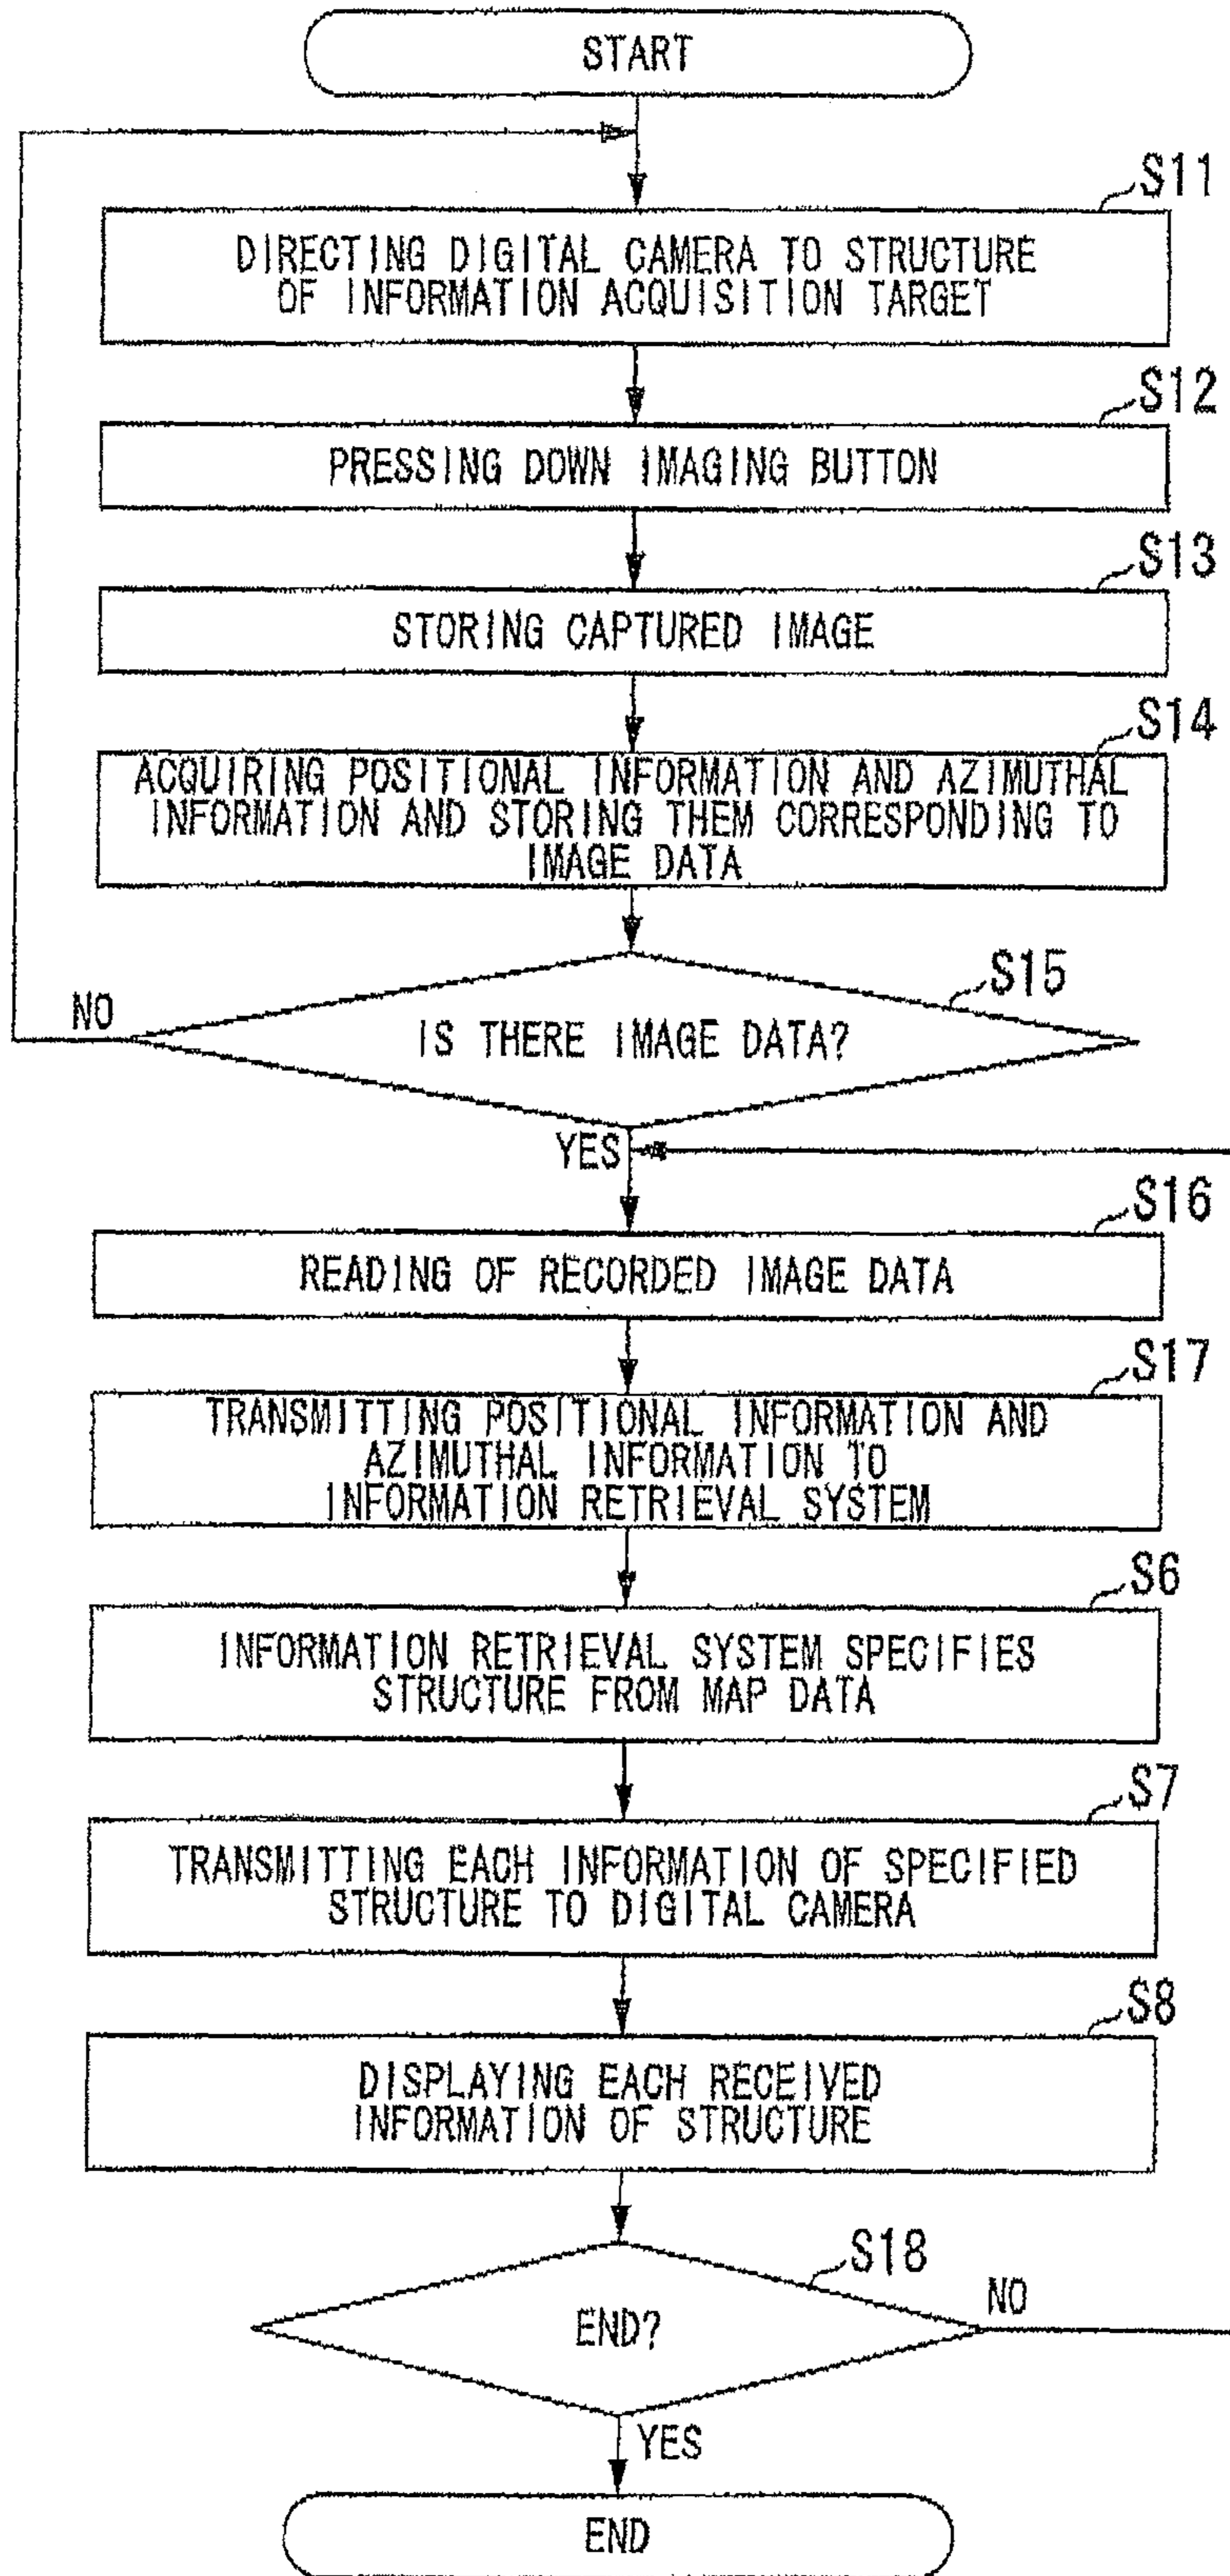 START
S11
DIRECTING DIGITAL CAMERA TO STRUCTURE
OF INFORMATION ACQUISITION TARGET
S12
PRESSING DOWN IMAGING BUTTON
S13
STORING CAPTURED IMAGE
S14
ACQUIRING POSITIONAL INFORMATION AND AZIMUTHAL
INFORMATION AND STORING THEM CORRESPONDING TO
IMAGE DATA
S15
NO
IS THERE IMAGE DATA?
YES
S16
READING OF RECORDED IMAGE DATA
S17
TRANSMITTING POSITIONAL INFORMATION AND
AZIMUTHAL INFORMATION TO
INFORMATION RETRIEVAL SYSTEM
S6
INFORMATION RETRIEVAL SYSTEM SPECIFIES
STRUCTURE FROM MAP DATA
S7
TRANSMITTING EACH INFORMATION OF SPECIFIED
STRUCTURE TO DIGITAL CAMERA
S8
DISPLAYING EACH RECEIVED
INFORMATION OF STRUCTURE
S18
NO
END?
YES
END